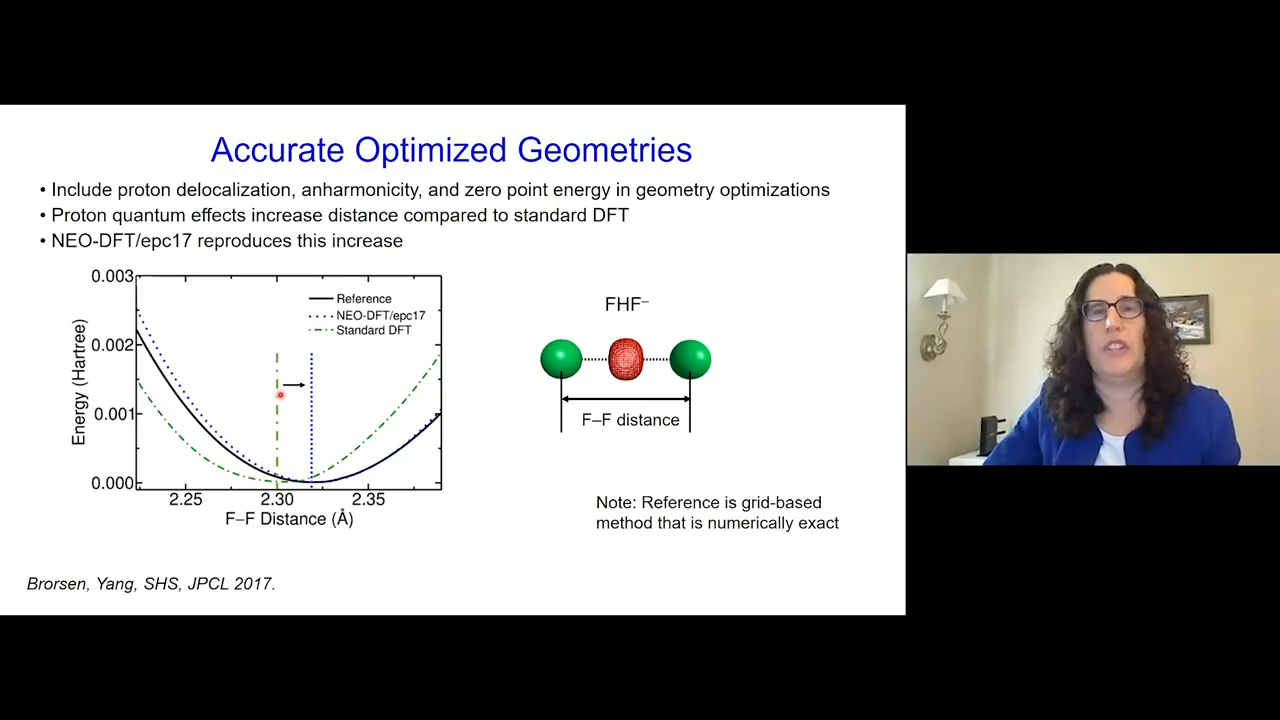 Accurate Optimized Geometries
• Include proton delocalization, anharmonicity, and zero point energy in geometry optimizations
• Proton quantum effects increase distance compared to standard DFT
• NEO-DFT/epc17 reproduces this increase
0.003
0.002
0.001
0.000
Energy (Hartree)
Reference
NEO-DFT/epc17
Standard DFT
2.25
2.30
2.35
F–F Distance (Å)
FHF⁻
F–F distance
Note: Reference is grid-based
method that is numerically exact
Brorsen, Yang, SHS, JPCL 2017.